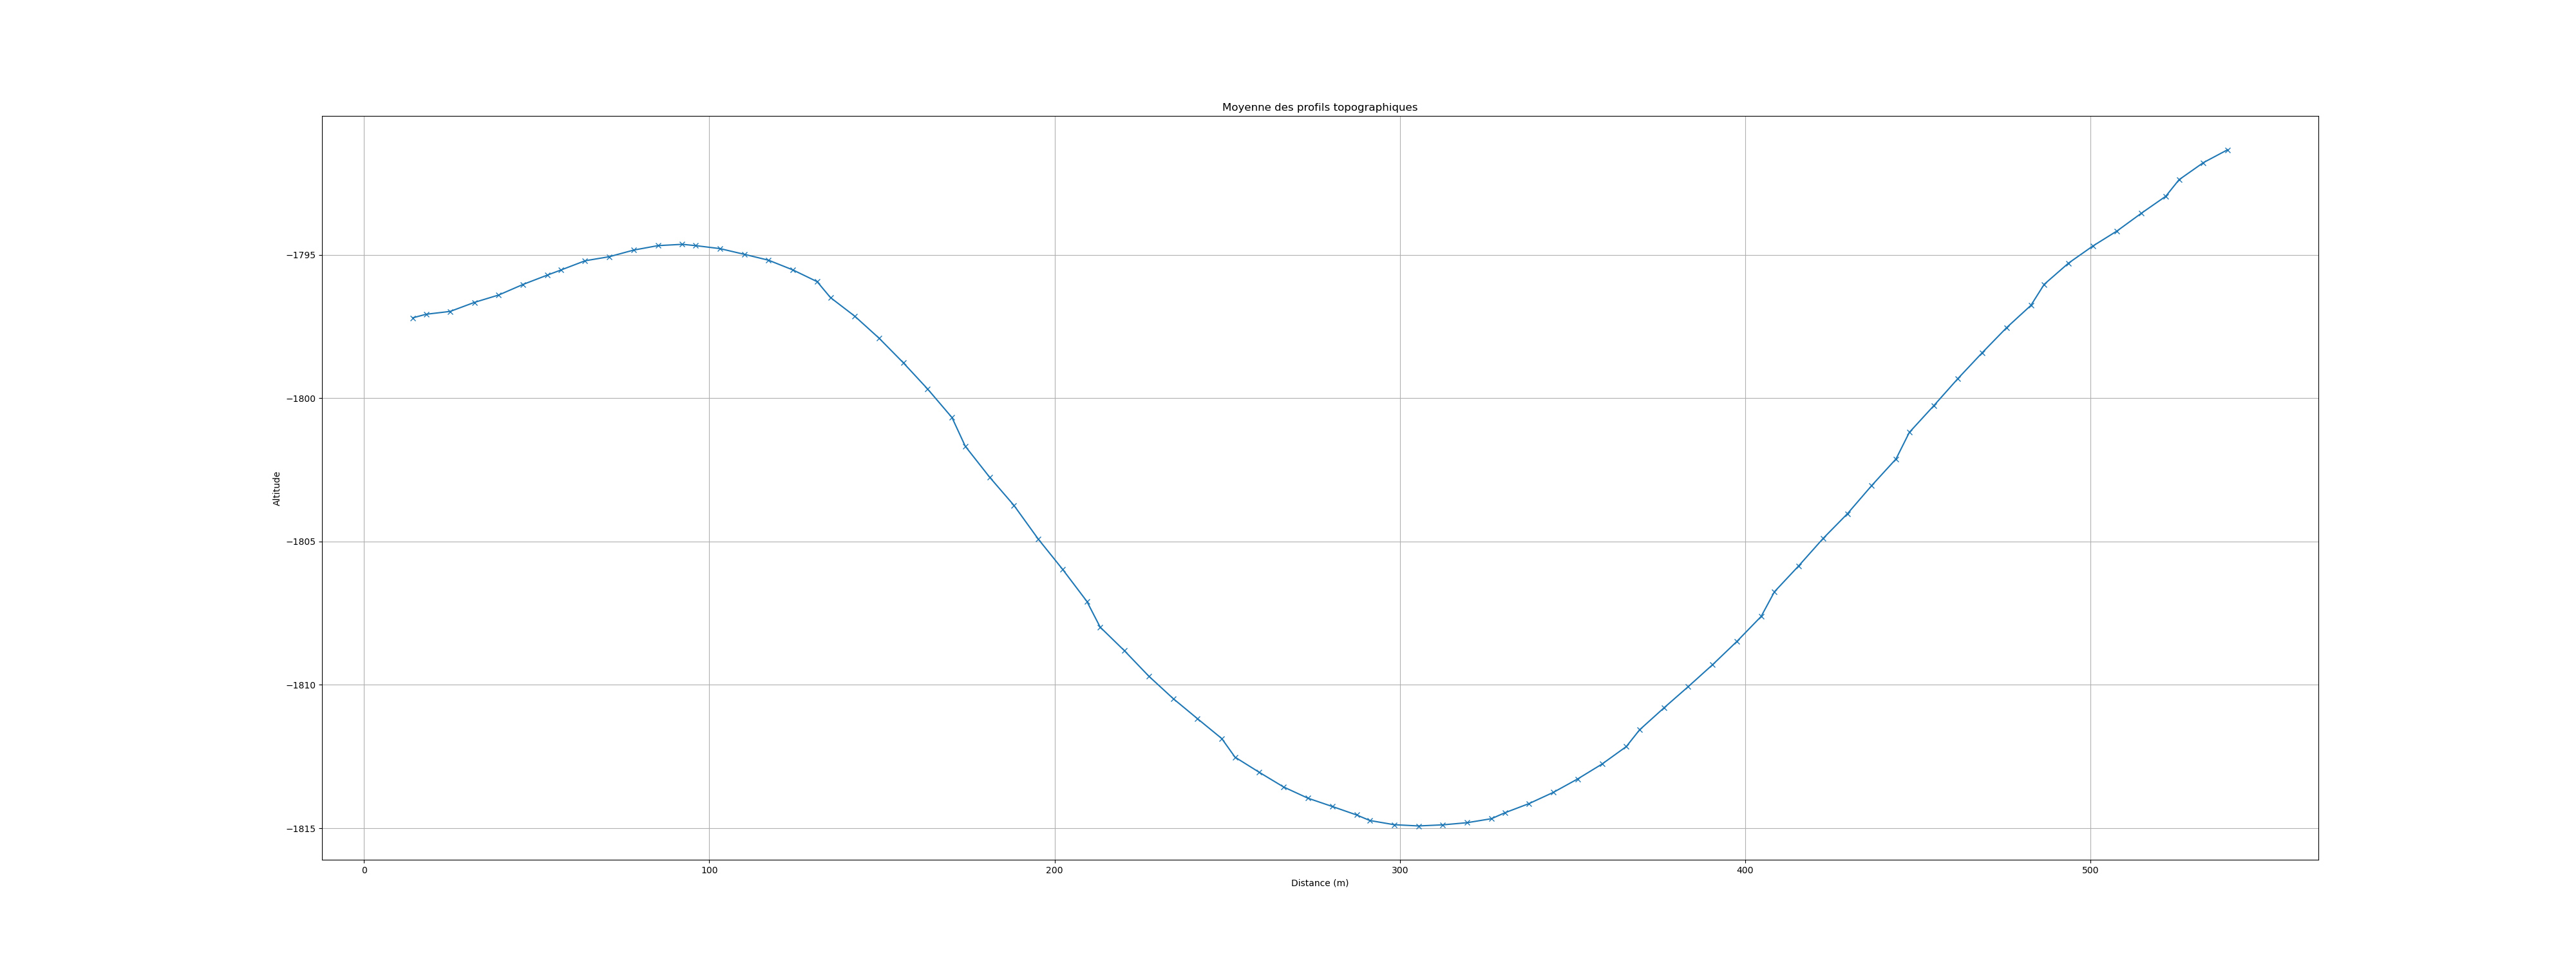 Moyenne des profils topographiques
Altitude
−1795
−1800
−1805
−1810
−1815
0 100 200 300 400 500
Distance (m)